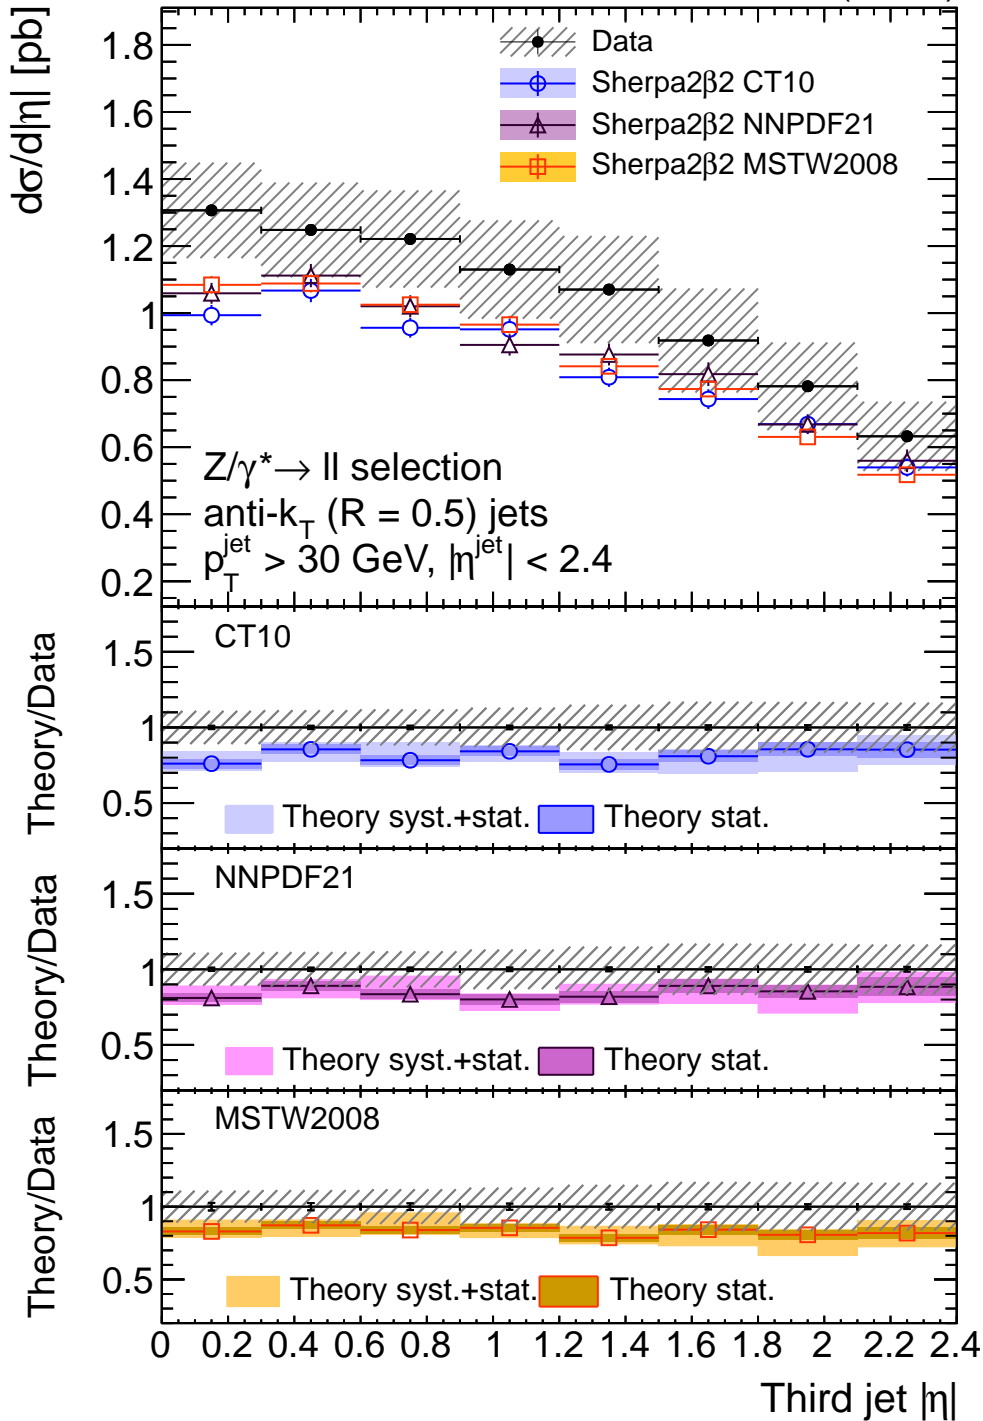 dσ/d|η| [pb]
1.8
1.6
1.4
1.2
1
0.8
0.6
0.4
0.2
Data
Sherpa2β2 CT10
Sherpa2β2 NNPDF21
Sherpa2β2 MSTW2008
Z/γ*→ ll selection
anti-k_T (R = 0.5) jets
p_T^jet > 30 GeV, |η^jet| < 2.4
Theory/Data
CT10
1.5
1
0.5
Theory syst.+stat.
Theory stat.
Theory/Data
NNPDF21
1.5
1
0.5
Theory syst.+stat.
Theory stat.
Theory/Data
MSTW2008
1.5
1
0.5
Theory syst.+stat.
Theory stat.
0 0.2 0.4 0.6 0.8 1 1.2 1.4 1.6 1.8 2 2.2 2.4
Third jet |η|